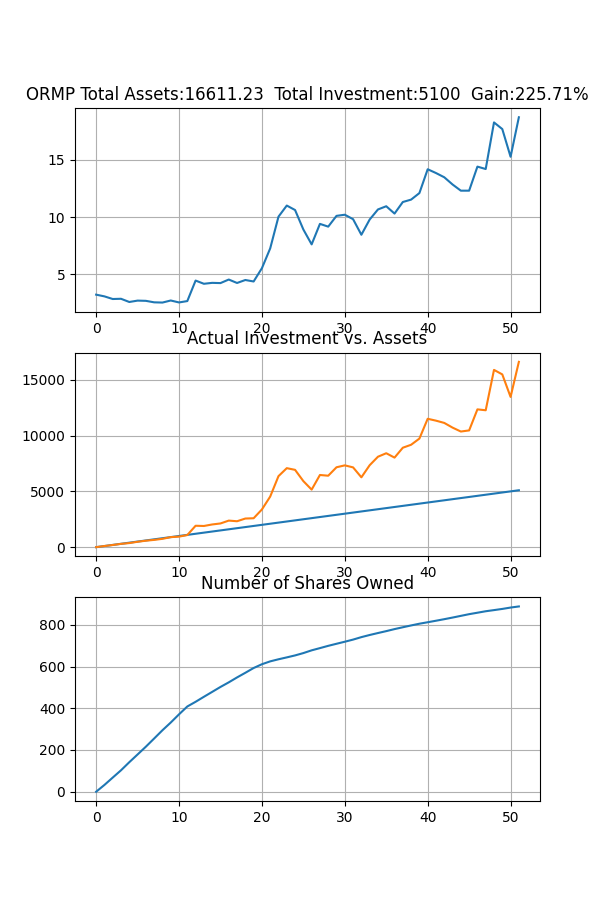 ORMP Total Assets:16611.23  Total Investment:5100  Gain:225.71%
15
10
5
0 10 20 30 40 50
Actual Investment vs. Assets
15000
10000
5000
0
0 10 20 30 40 50
Number of Shares Owned
800
600
400
200
0
0 10 20 30 40 50